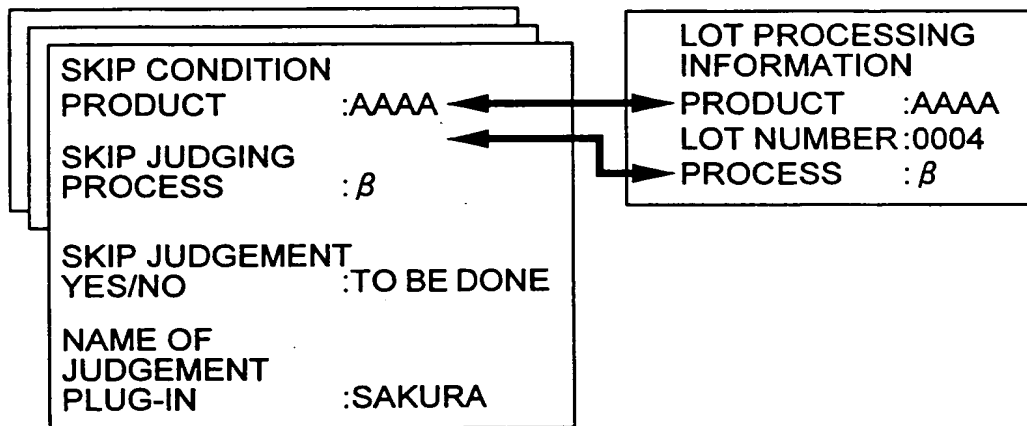 SKIP CONDITION
PRODUCT :AAAA
SKIP JUDGING
PROCESS :β
SKIP JUDGEMENT
YES/NO :TO BE DONE
NAME OF
JUDGEMENT
PLUG-IN :SAKURA
LOT PROCESSING
INFORMATION
PRODUCT :AAAA
LOT NUMBER:0004
PROCESS :β